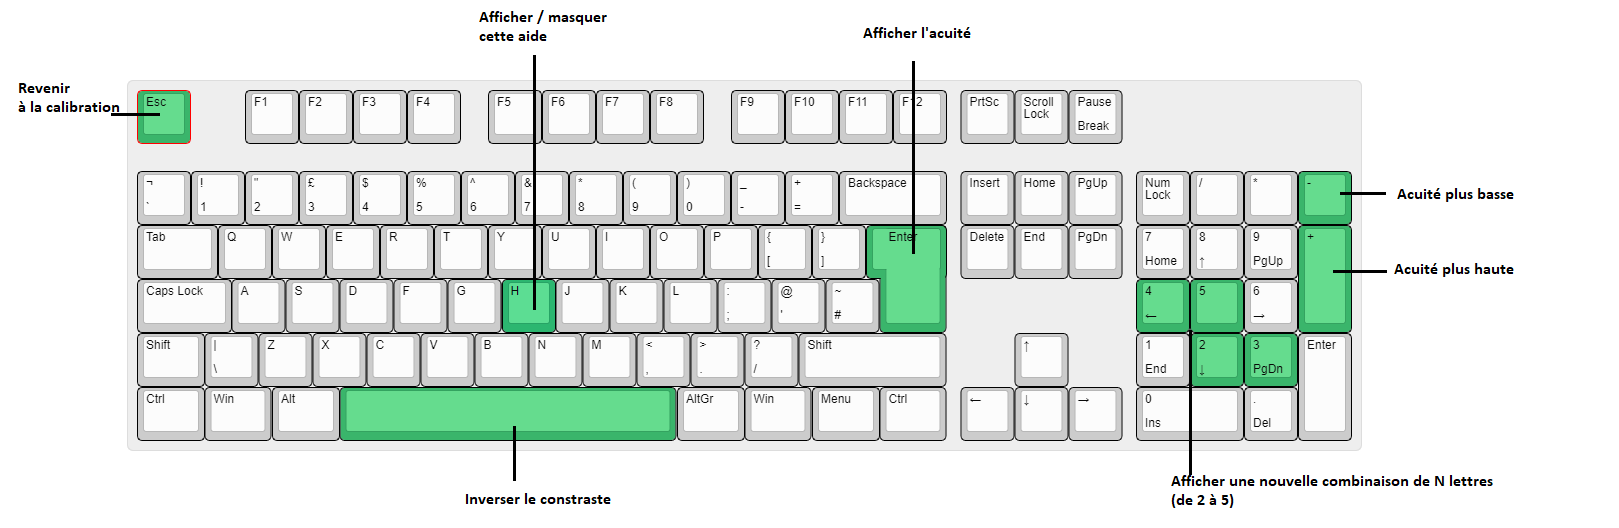 Afficher / masquer
cette aide
Afficher l'acuité
Revenir
à la calibration
Esc F1 F2 F3 F4 F5 F6 F7 F8 F9 F10 F11 F12 PrtSc Scroll Lock Pause Break
¬ ` ! 1 " 2 £ 3 $ 4 % 5 ^ 6 & 7 * 8 ( 9 ) 0 _ - + = Backspace Insert Home PgUp Num Lock / * -
Acuité plus basse
Tab Q W E R T Y U I O P { [ } ] Enter Delete End PgDn 7 Home 8 ↑ 9 PgUp +
Acuité plus haute
Caps Lock A S D F G H J K L : ; @ ' ~ # 4 ← 5 6 →
Shift | \ Z X C V B N M < , > . ? / Shift ↑ 1 End 2 ↓ 3 PgDn Enter
Ctrl Win Alt AltGr Win Menu Ctrl ← ↓ → 0 Ins . Del
Inverser le constraste
Afficher une nouvelle combinaison de N lettres
(de 2 à 5)